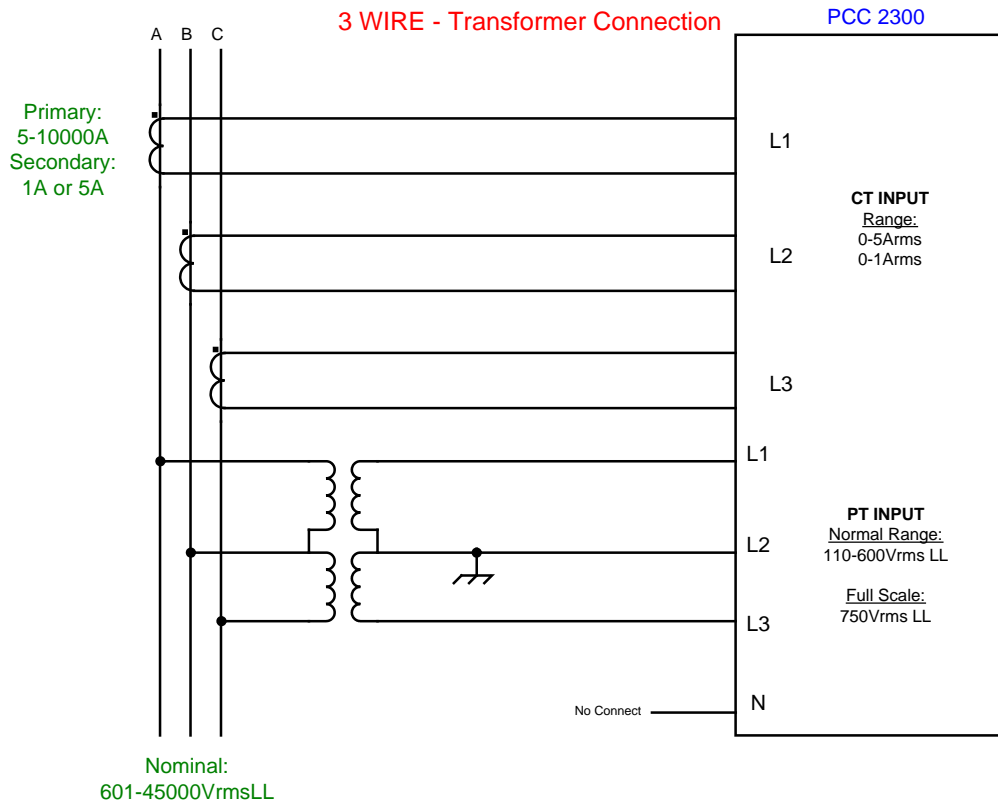 3 WIRE - Transformer Connection
PCC 2300
A B C
Primary:
5-10000A
Secondary:
1A or 5A
L1
CT INPUT
Range:
0-5Arms
0-1Arms
L2
L3
L1
PT INPUT
Normal Range:
110-600Vrms LL
L2
Full Scale:
750Vrms LL
L3
N
No Connect
Nominal:
601-45000VrmsLL